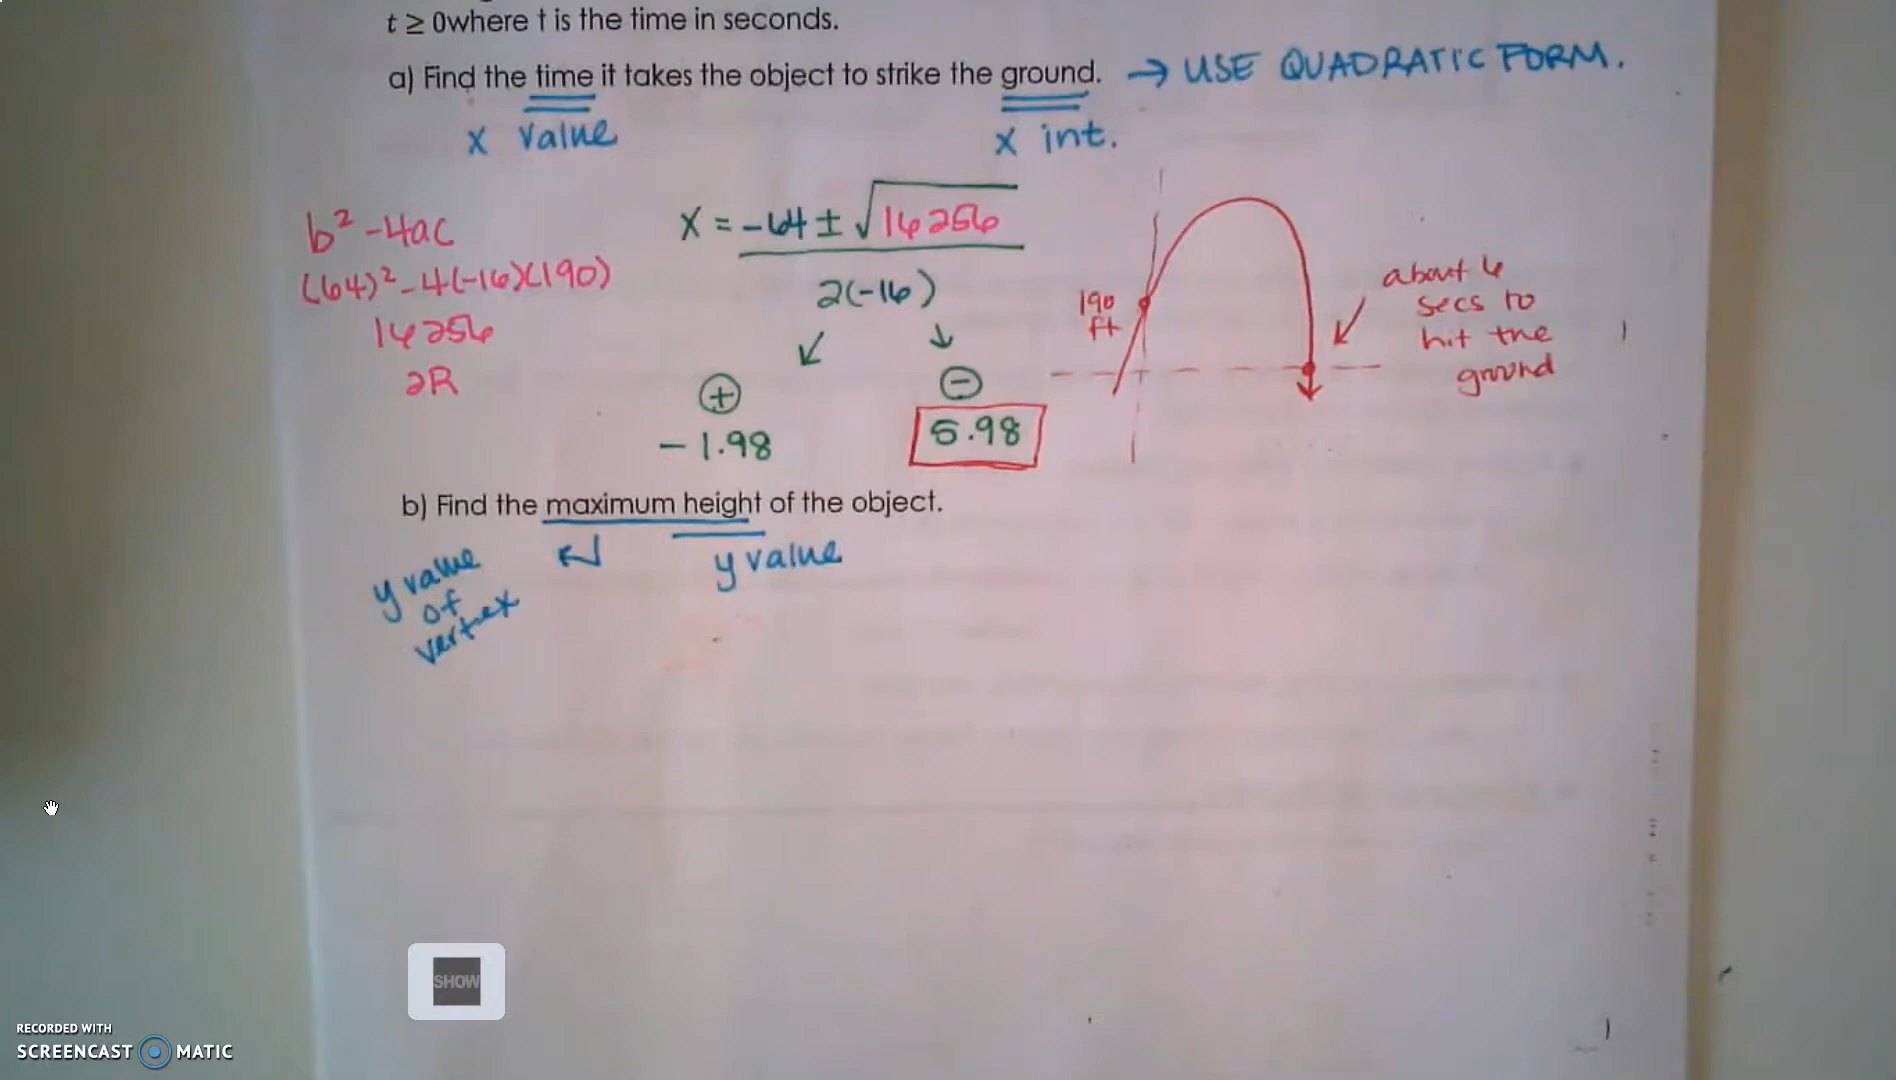 t ≥ 0where t is the time in seconds.
a) Find the time it takes the object to strike the ground. → USE QUADRATIC FORM.
x value
x int.
b² -4ac
(64)² -4(-16)(190)
16256
2R
x = -64 ± √16256
2(-16)
↙ ↓
⊕ ⊖
-1.98
5.98
190
ft
about 6
secs to
hit the
ground
b) Find the maximum height of the object.
y value
of
vertex
y value
SHOW
RECORDED WITH
SCREENCAST MATIC